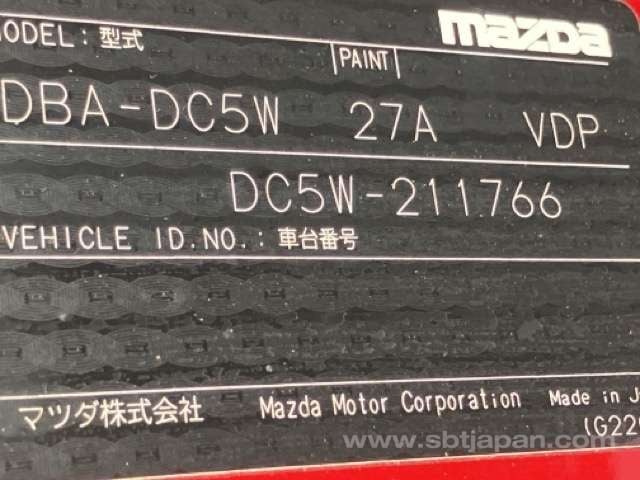 MODEL: 型式 PAINT mazda
DBA-DC5W 27A VDP
DC5W-211766
VEHICLE ID.NO.: 車台番号
マツダ株式会社 Mazda Motor Corporation Made in J
(G22
www.sbtjapan.com